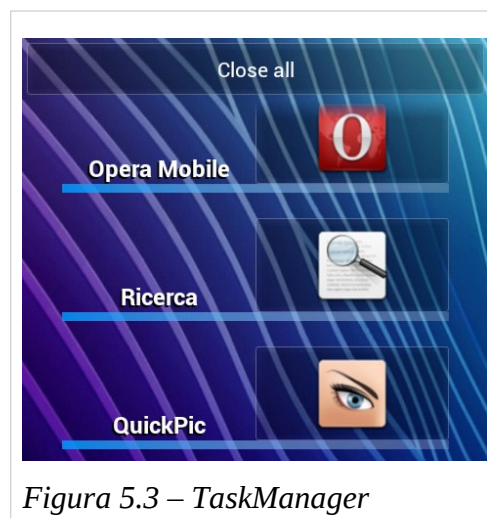 Close all
Opera Mobile
Ricerca
QuickPic
Figura 5.3 – TaskManager